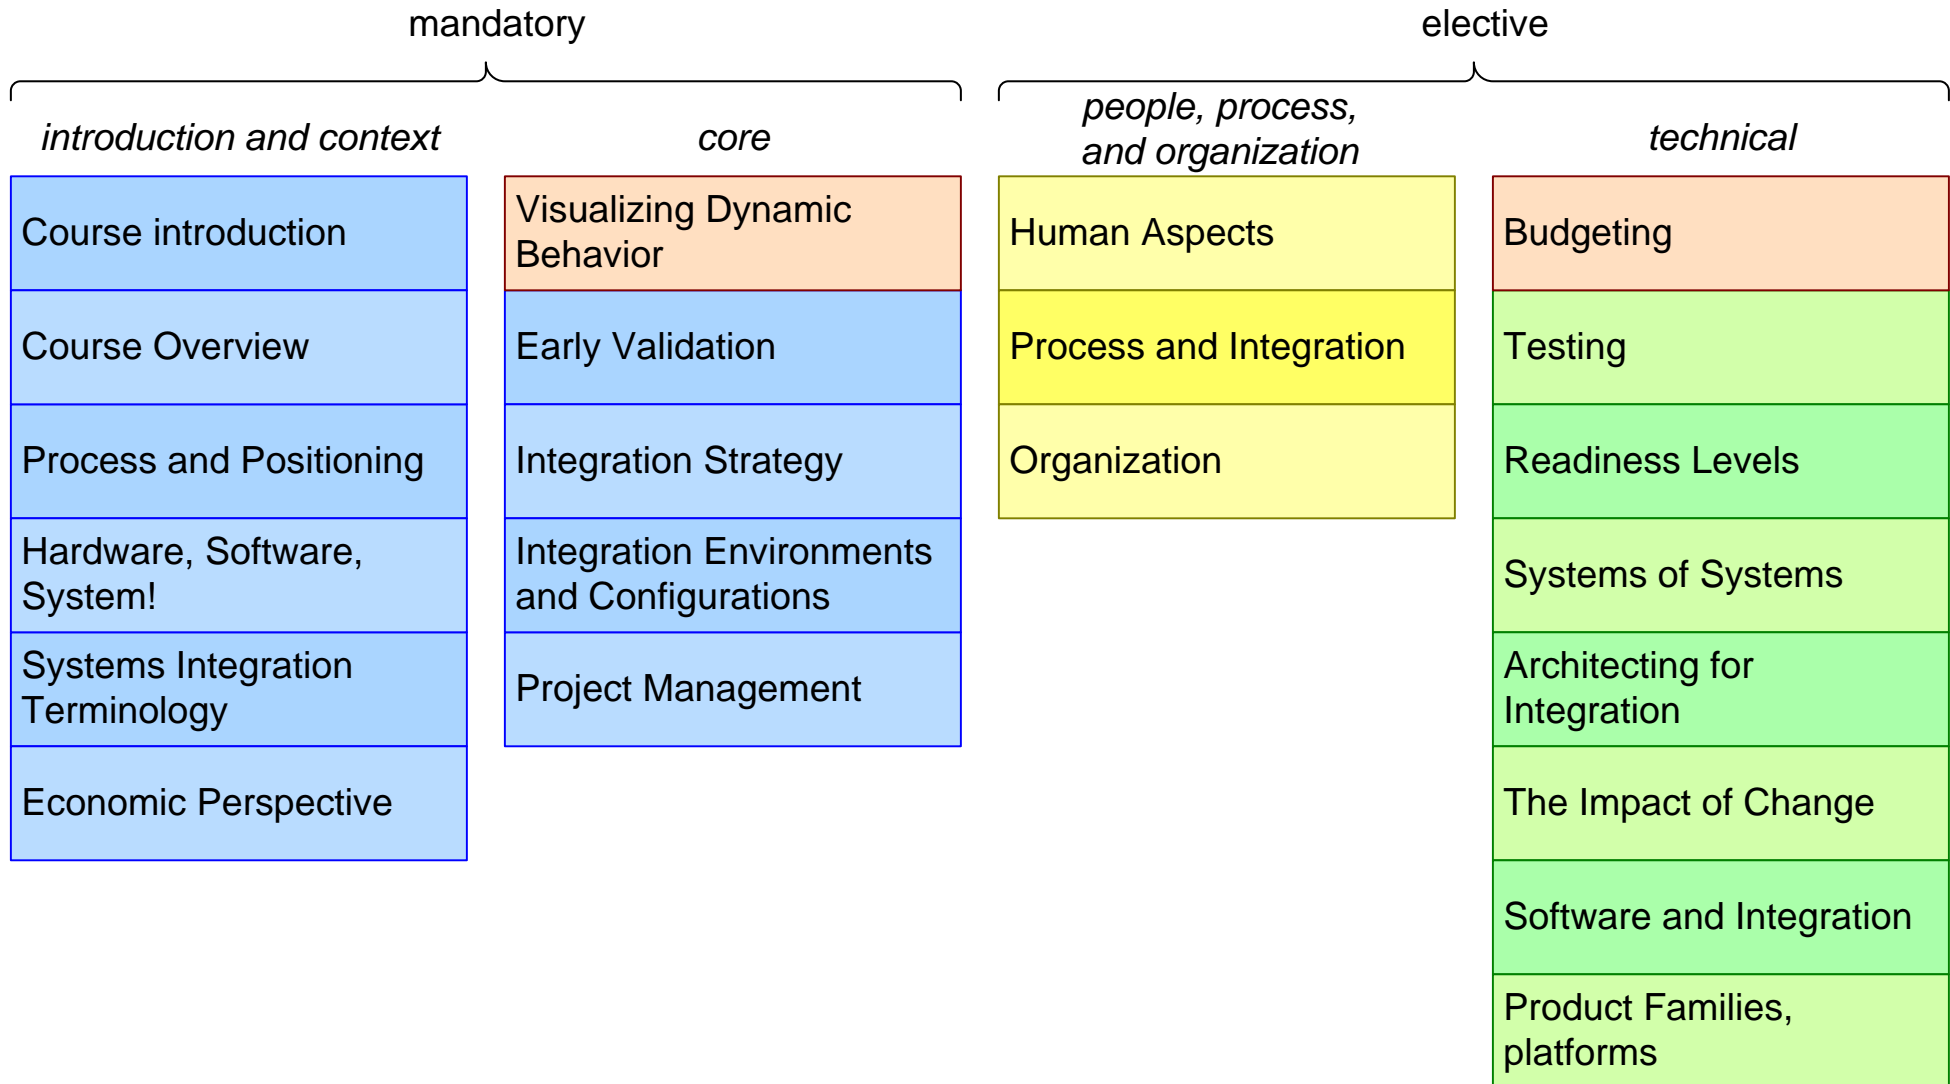 mandatory
elective
introduction and context
core
people, process,
and organization
technical
Course introduction
Course Overview
Process and Positioning
Hardware, Software,
System!
Systems Integration
Terminology
Economic Perspective
Visualizing Dynamic
Behavior
Early Validation
Integration Strategy
Integration Environments
and Configurations
Project Management
Human Aspects
Process and Integration
Organization
Budgeting
Testing
Readiness Levels
Systems of Systems
Architecting for
Integration
The Impact of Change
Software and Integration
Product Families,
platforms